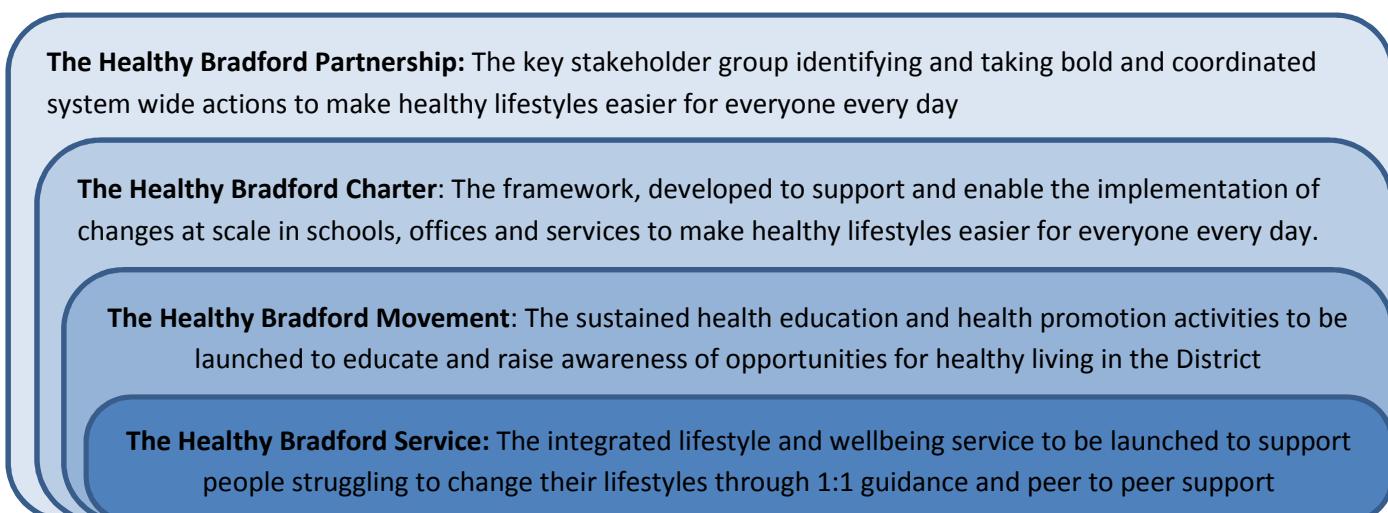 The Healthy Bradford Partnership: The key stakeholder group identifying and taking bold and coordinated
system wide actions to make healthy lifestyles easier for everyone every day
The Healthy Bradford Charter: The framework, developed to support and enable the implementation of
changes at scale in schools, offices and services to make healthy lifestyles easier for everyone every day.
The Healthy Bradford Movement: The sustained health education and health promotion activities to be
launched to educate and raise awareness of opportunities for healthy living in the District
The Healthy Bradford Service: The integrated lifestyle and wellbeing service to be launched to support
people struggling to change their lifestyles through 1:1 guidance and peer to peer support